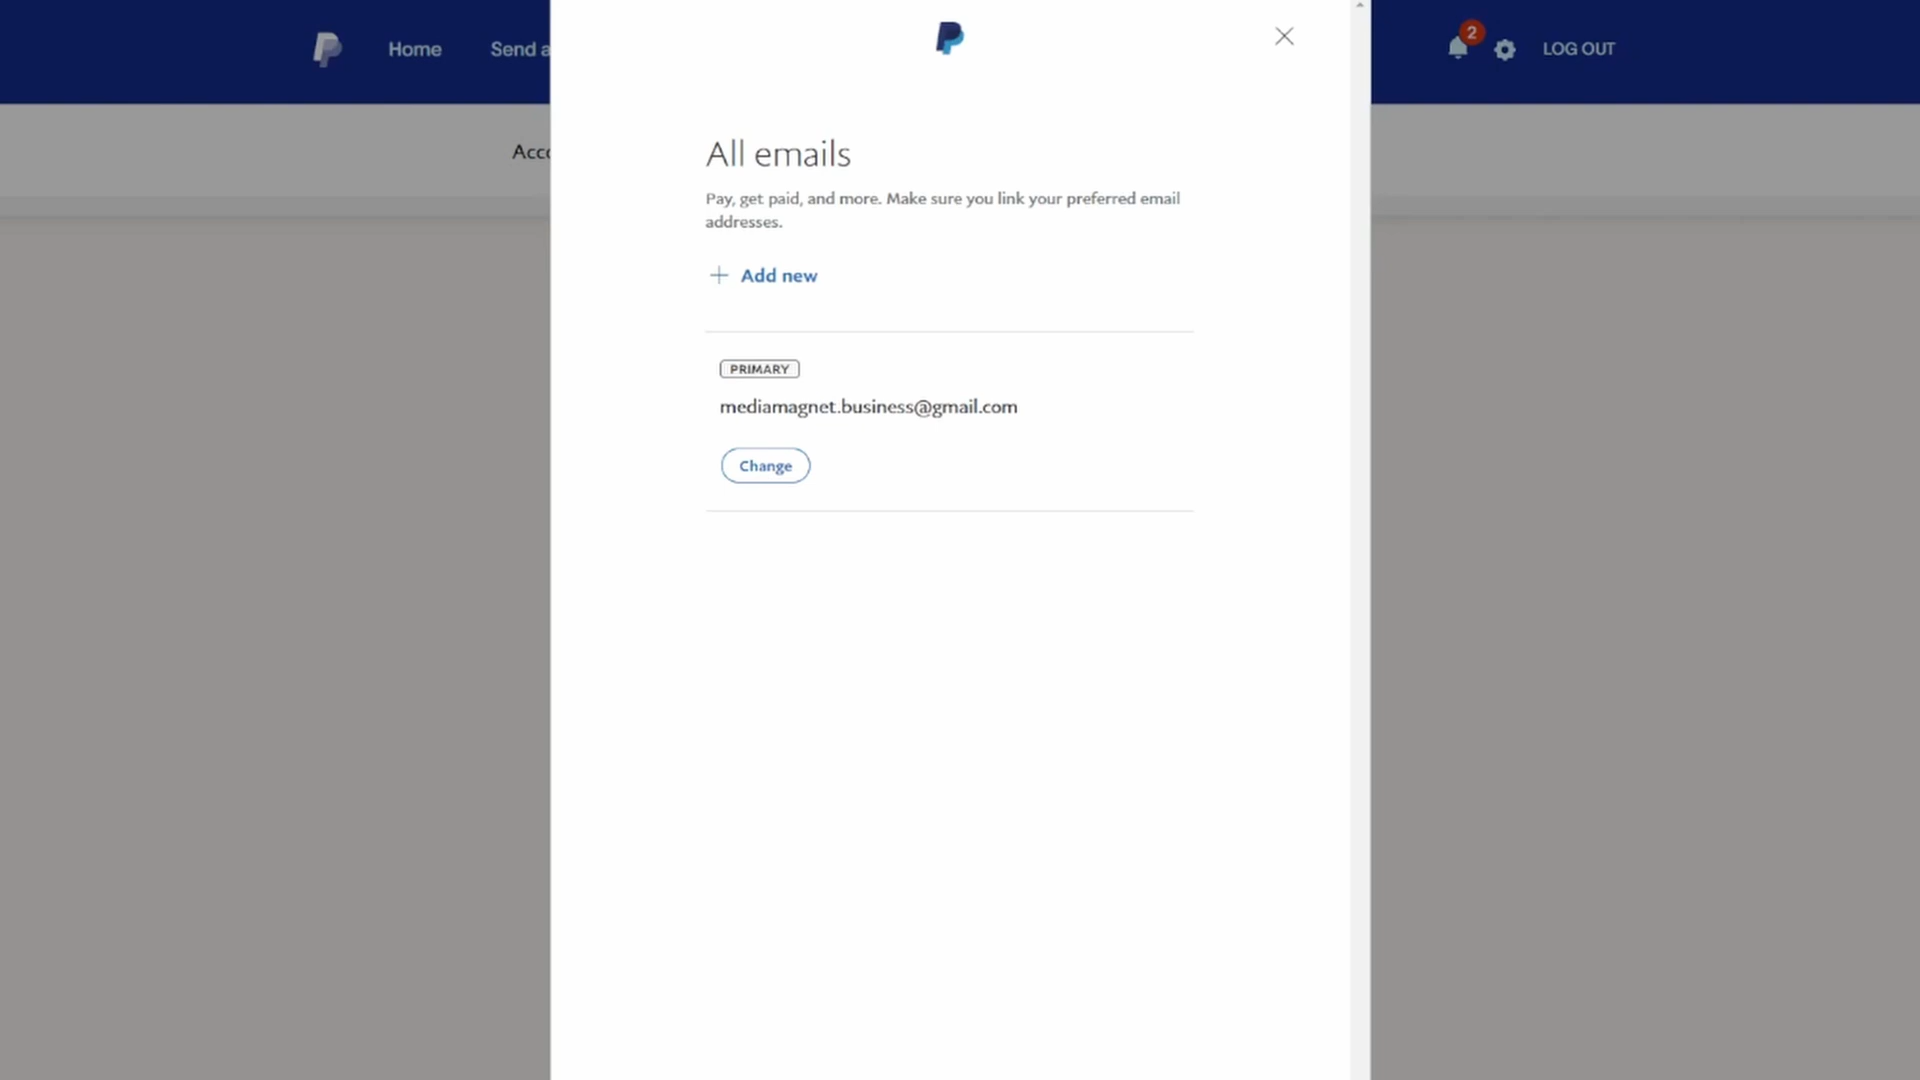 Home
Send a
2
LOG OUT
Acco
All emails
Pay, get paid, and more. Make sure you link your preferred email
addresses.
+ Add new
PRIMARY
mediamagnet.business@gmail.com
Change